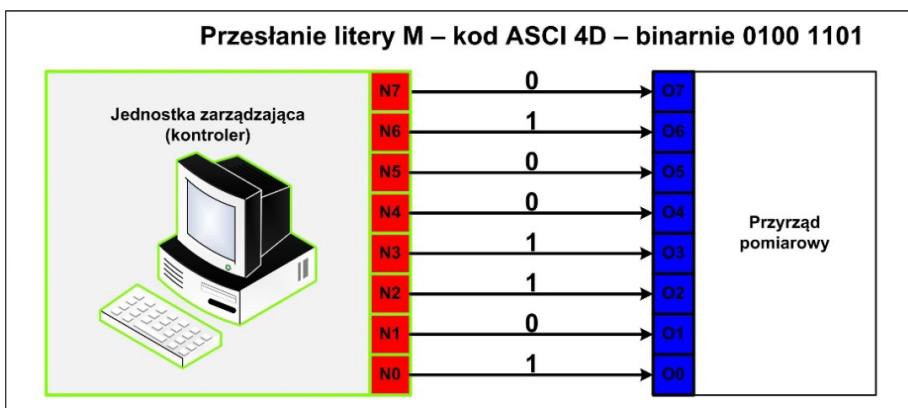 Przesłanie litery M – kod ASCI 4D – binarnie 0100 1101
Jednostka zarządzająca
(kontroler)
N7 0 O7
N6 1 O6
N5 0 O5
N4 0 O4
N3 1 O3
N2 1 O2
N1 0 O1
N0 1 O0
Przyrząd
pomiarowy